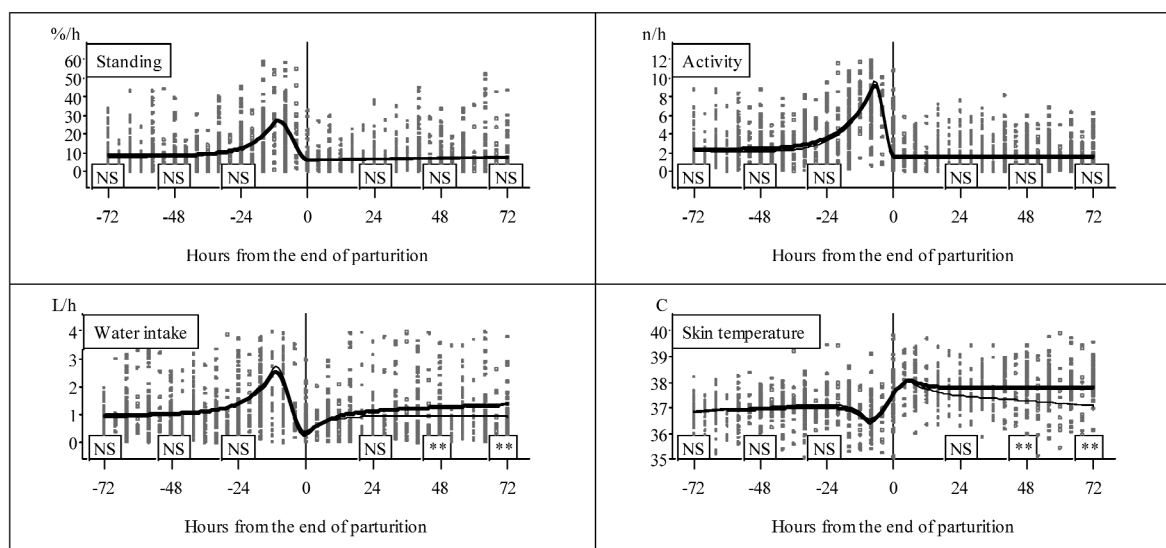 %/h
Standing
60
50
40
30
20
10
0
NS NS NS NS NS NS
-72 -48 -24 0 24 48 72
Hours from the end of parturition
n/h
Activity
12
10
8
6
4
2
0
NS NS NS NS NS NS
-72 -48 -24 0 24 48 72
Hours from the end of parturition
L/h
Water intake
4
3
2
1
0
NS NS NS NS ** **
-72 -48 -24 0 24 48 72
Hours from the end of parturition
C
Skin temperature
40
39
38
37
36
35
NS NS NS NS ** **
-72 -48 -24 0 24 48 72
Hours from the end of parturition